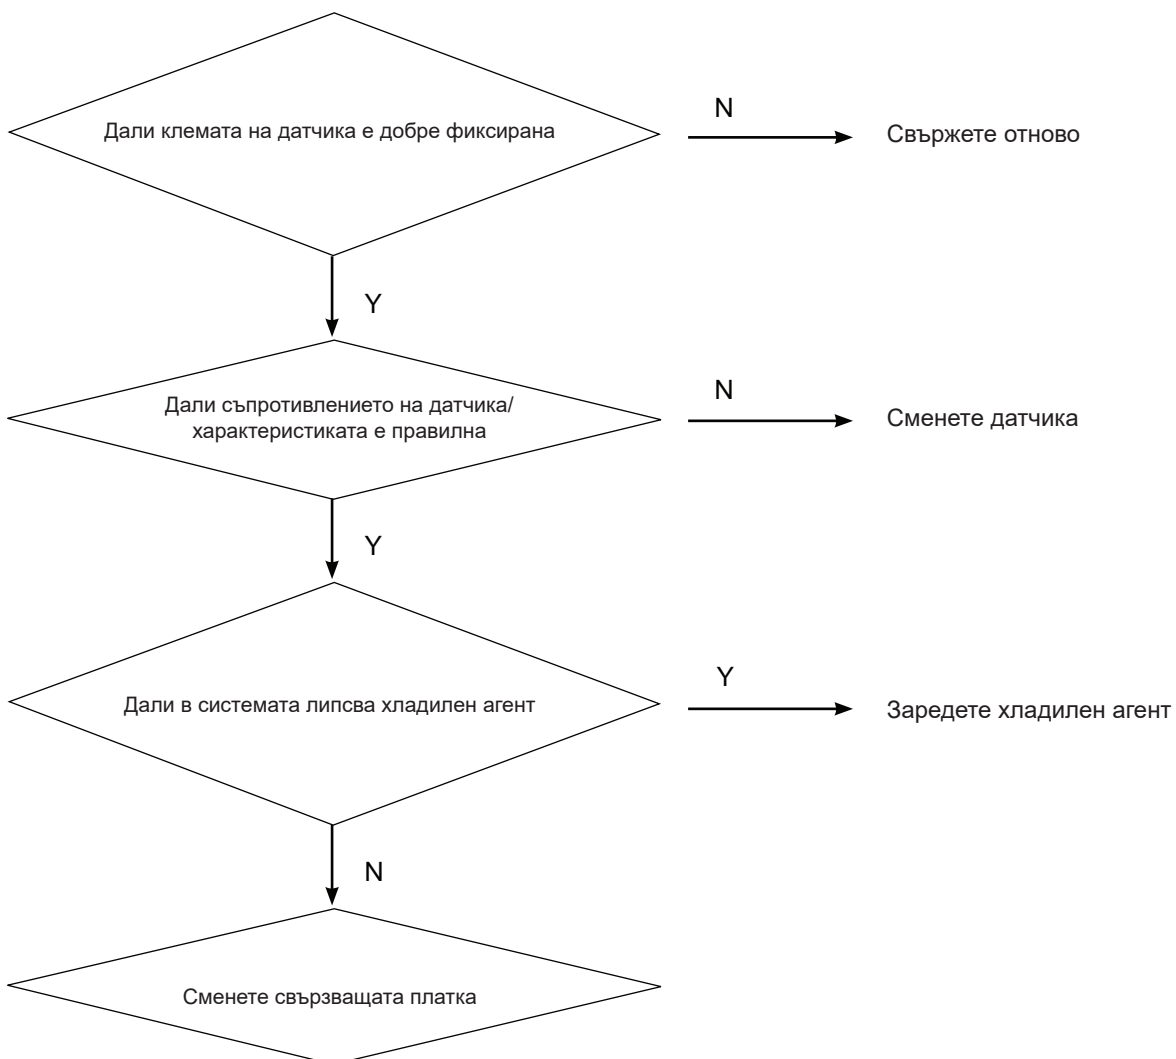 Дали клемата на датчика е добре фиксирана
N
Свържете отново
Y
Дали съпротивлението на датчика/
характеристиката е правилна
N
Сменете датчика
Y
Дали в системата липсва хладилен агент
Y
Заредете хладилен агент
N
Сменете свързващата платка